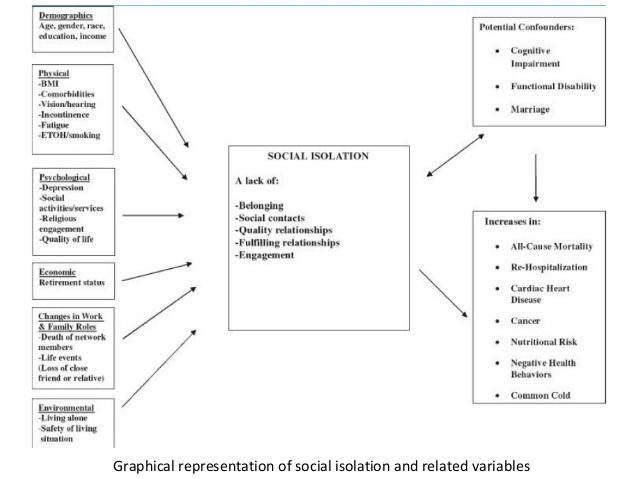 Demographics
Age, gender, race,
education, income
Physical
-BMI
-Comorbidities
-Vision/hearing
-Incontinence
-Fatigue
-ETOH/smoking
Psychological
-Depression
-Social
activities/services
-Religious
engagement
-Quality of life
Economic
Retirement status
Changes in Work
& Family Roles
-Death of network
members
-Life events
(Loss of close
friend or relative)
Environmental
-Living alone
-Safety of living
situation
SOCIAL ISOLATION
A lack of:
-Belonging
-Social contacts
-Quality relationships
-Fulfilling relationships
-Engagement
Potential Confounders:
• Cognitive
Impairment
• Functional Disability
• Marriage
Increases in:
• All-Cause Mortality
• Re-Hospitalization
• Cardiac Heart
Disease
• Cancer
• Nutritional Risk
• Negative Health
Behaviors
• Common Cold
Graphical representation of social isolation and related variables